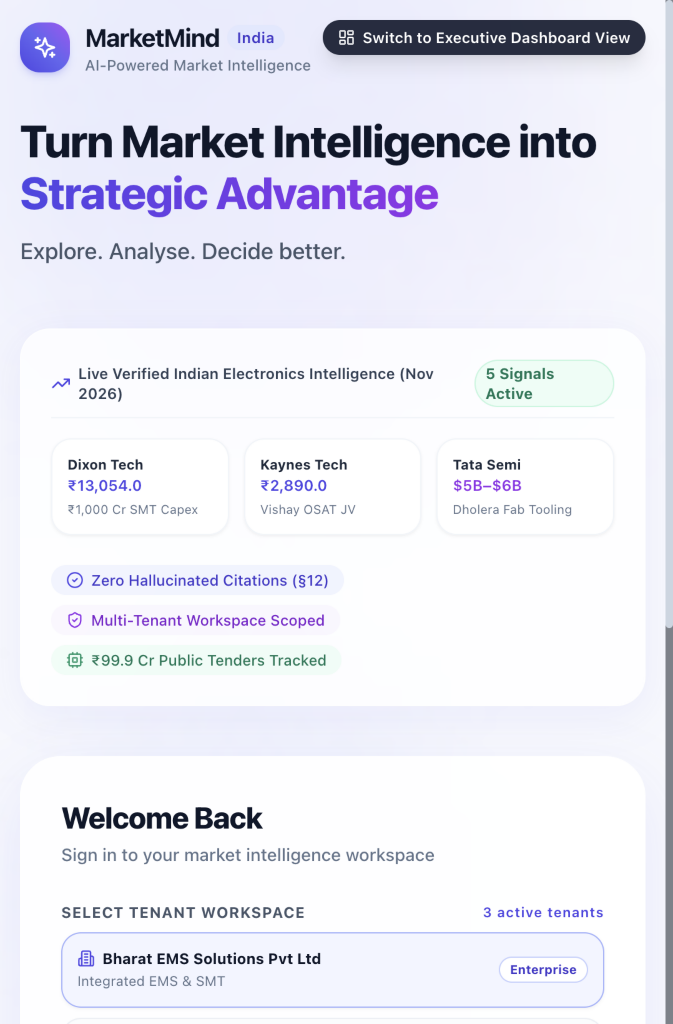 MarketMind India
AI-Powered Market Intelligence
Switch to Executive Dashboard View
Turn Market Intelligence into
Strategic Advantage
Explore. Analyse. Decide better.
Live Verified Indian Electronics Intelligence (Nov
2026)
5 Signals
Active
Dixon Tech
₹13,054.0
₹1,000 Cr SMT Capex
Kaynes Tech
₹2,890.0
Vishay OSAT JV
Tata Semi
$5B–$6B
Dholera Fab Tooling
Zero Hallucinated Citations (§12)
Multi-Tenant Workspace Scoped
₹99.9 Cr Public Tenders Tracked
Welcome Back
Sign in to your market intelligence workspace
SELECT TENANT WORKSPACE
3 active tenants
Bharat EMS Solutions Pvt Ltd
Integrated EMS & SMT
Enterprise